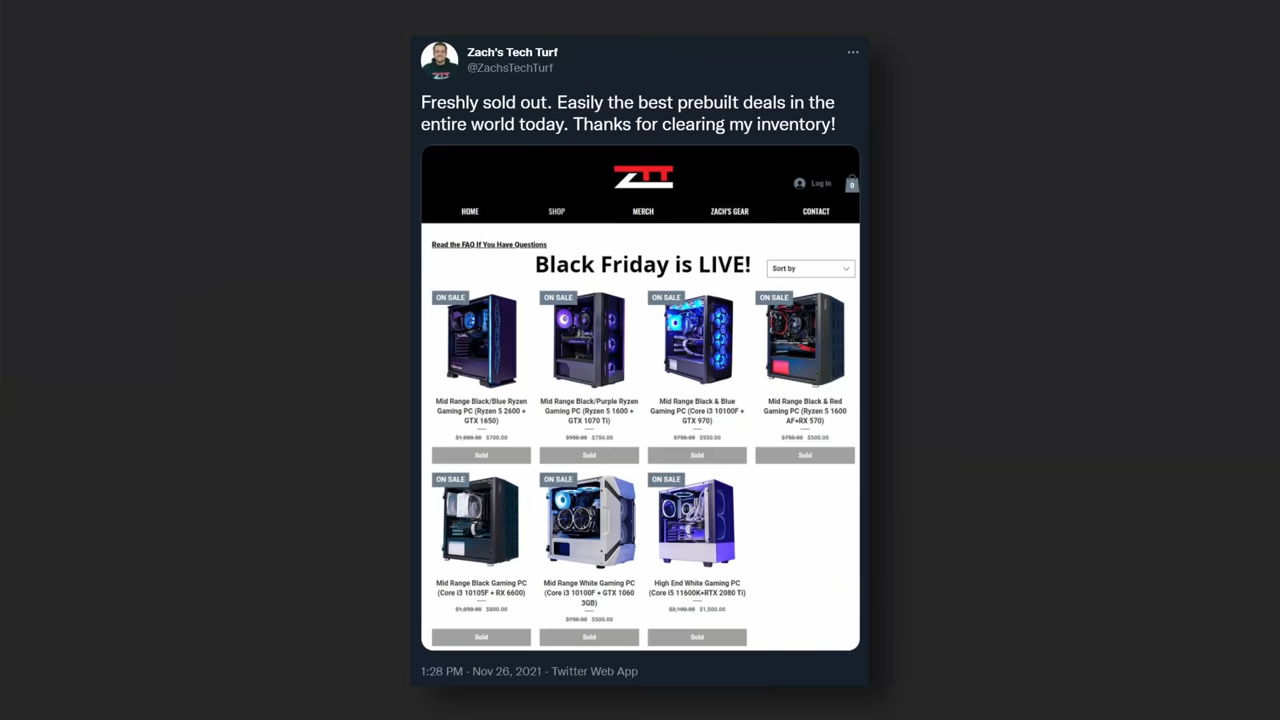 Zach's Tech Turf
@ZachsTechTurf
Freshly sold out. Easily the best prebuilt deals in the
entire world today. Thanks for clearing my inventory!
ZTT
Log In
0
HOME
SHOP
MERCH
ZACH'S GEAR
CONTACT
Read the FAQ If You Have Questions
Black Friday is LIVE!
Sort by
ON SALE
Mid Range Black/Blue Ryzen
Gaming PC (Ryzen 5 2600 +
GTX 1650)
$1,000.00 $700.00
Sold
ON SALE
Mid Range Black/Purple Ryzen
Gaming PC (Ryzen 5 1600 +
GTX 1070 Ti)
$950.00 $750.00
Sold
ON SALE
Mid Range Black & Blue
Gaming PC (Core i3 10100F +
GTX 970)
$750.00 $550.00
Sold
ON SALE
Mid Range Black & Red
Gaming PC (Ryzen 5 1600
AF+RX 570)
$750.00 $500.00
Sold
ON SALE
Mid Range Black Gaming PC
(Core i3 10105F + RX 6600)
$1,050.00 $800.00
Sold
ON SALE
Mid Range White Gaming PC
(Core i3 10100F + GTX 1060
3GB)
$750.00 $500.00
Sold
ON SALE
High End White Gaming PC
(Core i5 11600K+RTX 2080 Ti)
$2,100.00 $1,500.00
Sold
1:28 PM · Nov 26, 2021 · Twitter Web App